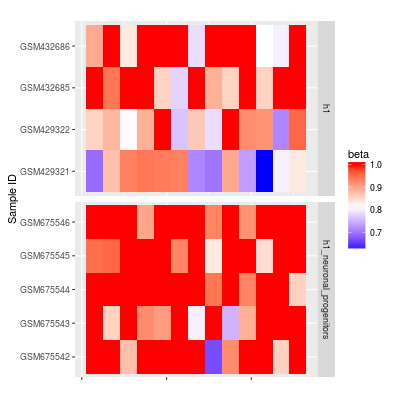 GSM432686
GSM432685
GSM429322
GSM429321
h1
GSM675546
GSM675545
GSM675544
GSM675543
GSM675542
h1_neuronal_progenitors
Sample ID
beta
1.0
0.9
0.8
0.7